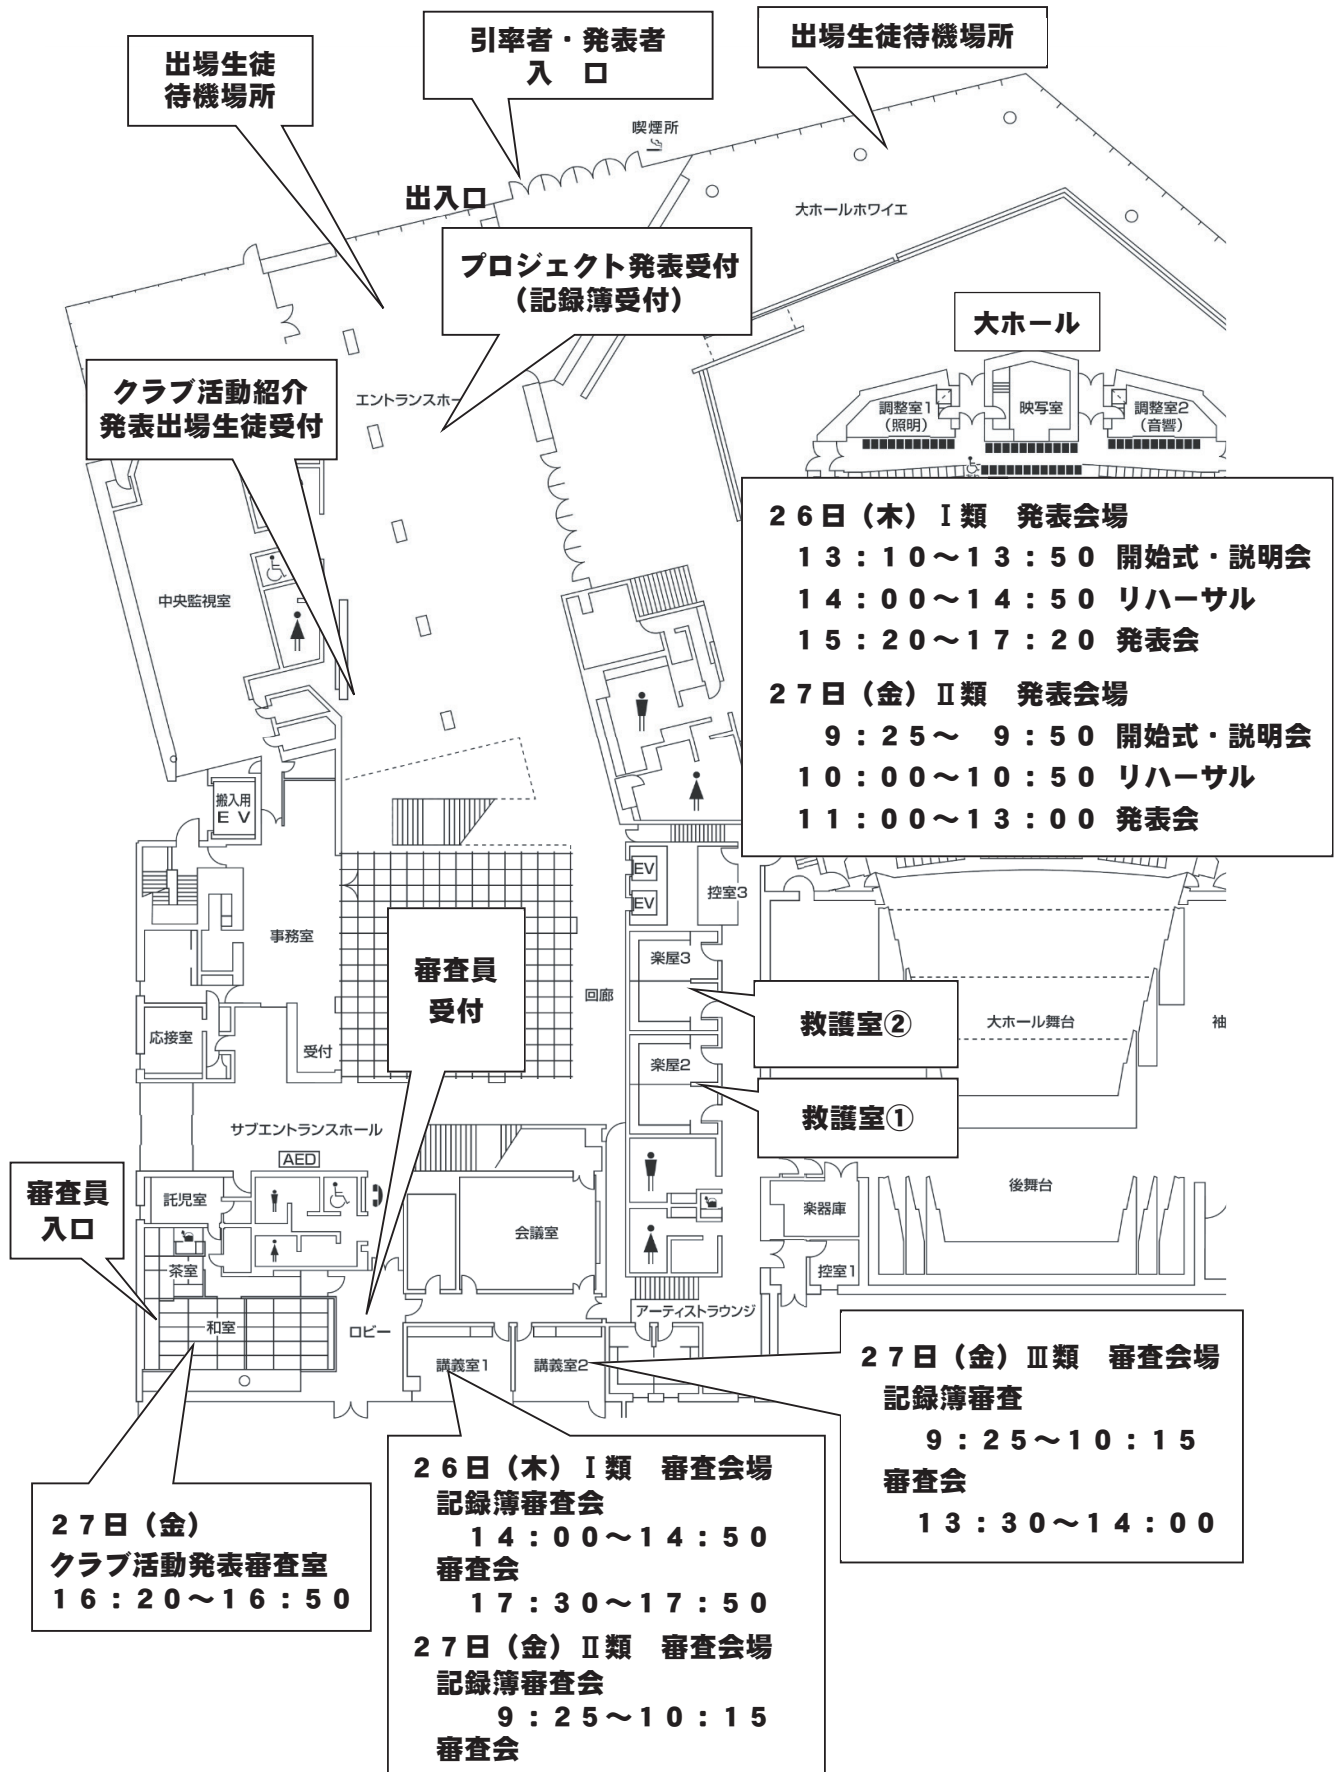 引率者・発表者
入　口
出場生徒待機場所
出場生徒
待機場所
喫煙所
出入口
大ホールホワイエ
プロジェクト発表受付
（記録簿受付）
大ホール
クラブ活動紹介
発表出場生徒受付
エントランスホー
調整室1
（照明）
映写室
調整室2
（音響）
２６日（木）Ⅰ類　発表会場
１３：１０～１３：５０ 開始式・説明会
１４：００～１４：５０ リハーサル
１５：２０～１７：２０ 発表会
２７日（金）Ⅱ類　発表会場
９：２５～　９：５０ 開始式・説明会
１０：００～１０：５０ リハーサル
１１：００～１３：００ 発表会
中央監視室
搬入用
ＥＶ
EV
EV
控室3
事務室
審査員
受付
楽屋3
回廊
救護室②
大ホール舞台
袖
応接室
受付
楽屋2
救護室①
サブエントランスホール
AED
審査員
入口
託児室
会議室
楽器庫
後舞台
茶室
控室1
和室
ロビー
アーティストラウンジ
講義室1
講義室2
２７日（金）Ⅲ類　審査会場
記録簿審査
９：２５～１０：１５
審査会
１３：３０～１４：００
２６日（木）Ⅰ類　審査会場
記録簿審査会
１４：００～１４：５０
審査会
１７：３０～１７：５０
２７日（金）Ⅱ類　審査会場
記録簿審査会
９：２５～１０：１５
審査会
２７日（金）
クラブ活動発表審査室
１６：２０～１６：５０